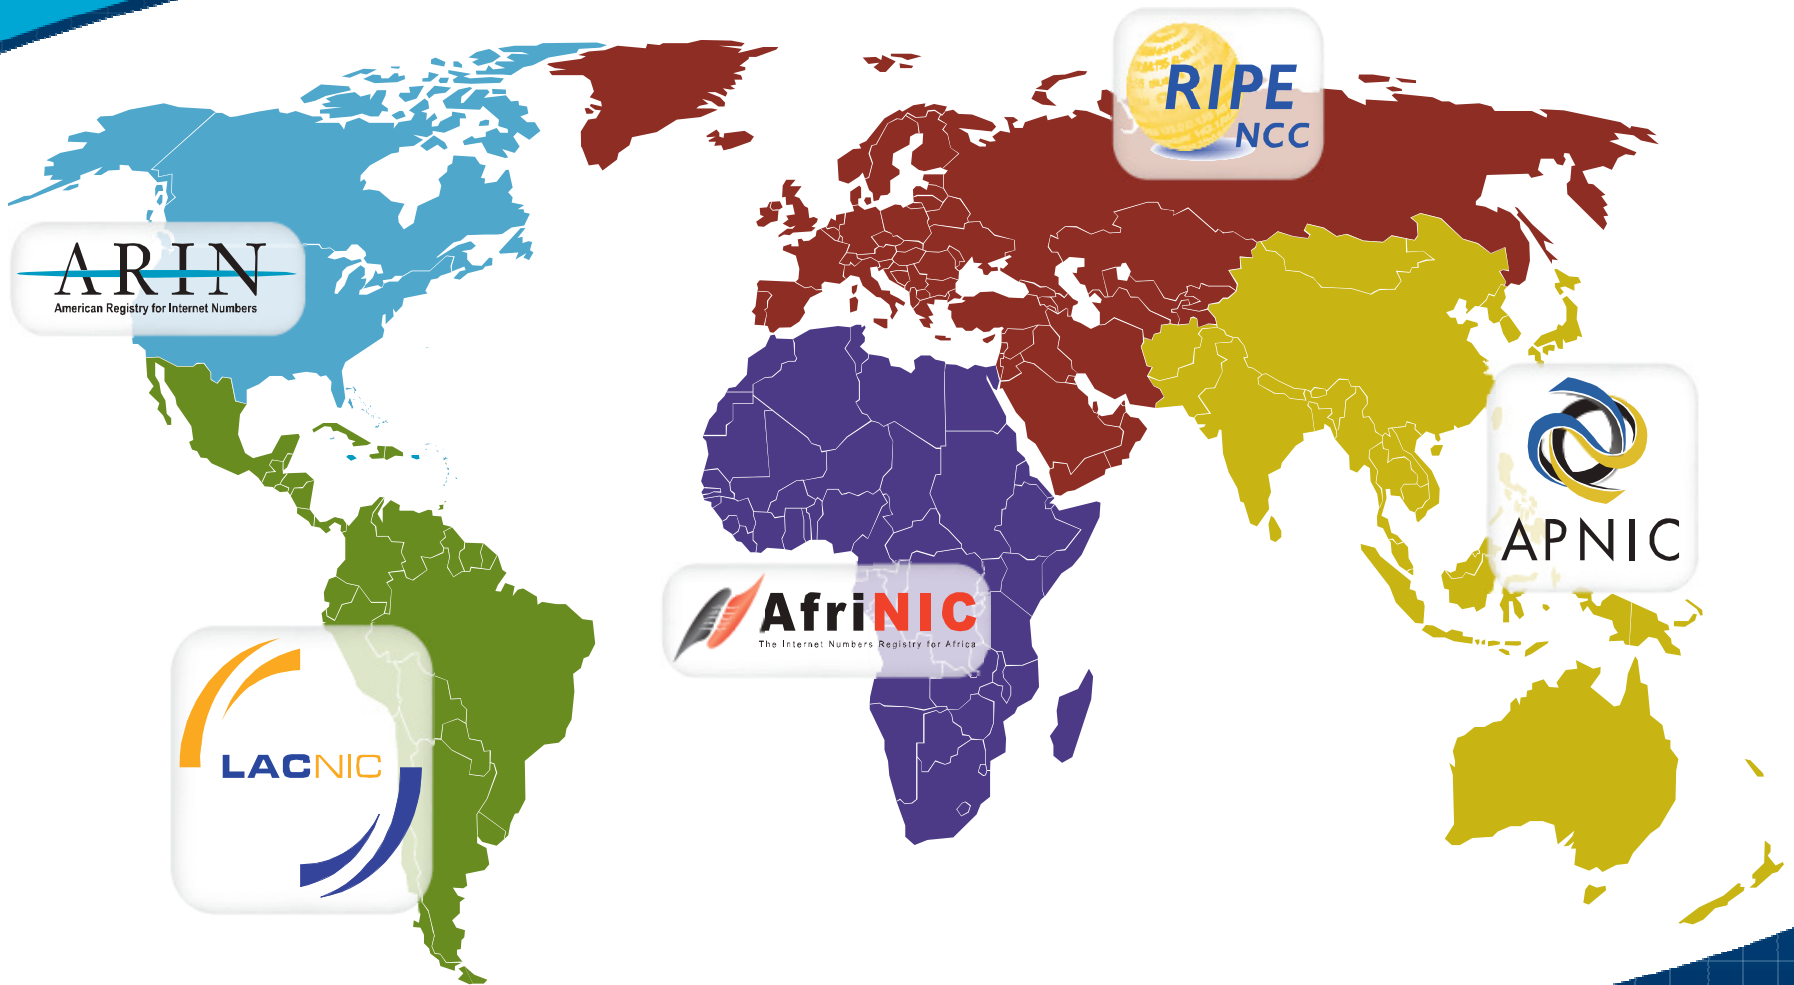 RIPE
NCC
ARIN
American Registry for Internet Numbers
APNIC
AfriNIC
The Internet Numbers Registry for Africa
LACNIC